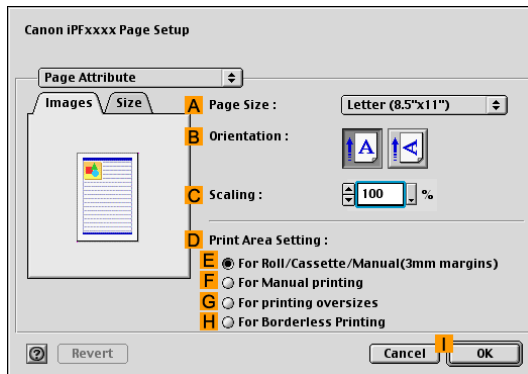 Canon iPFxxxx Page Setup
Page Attribute
Images Size
A Page Size : Letter (8.5"x11")
B Orientation : A A
C Scaling : 100 %
D Print Area Setting :
E For Roll/Cassette/Manual(3mm margins)
F For Manual printing
G For printing oversizes
H For Borderless Printing
? Revert Cancel I OK